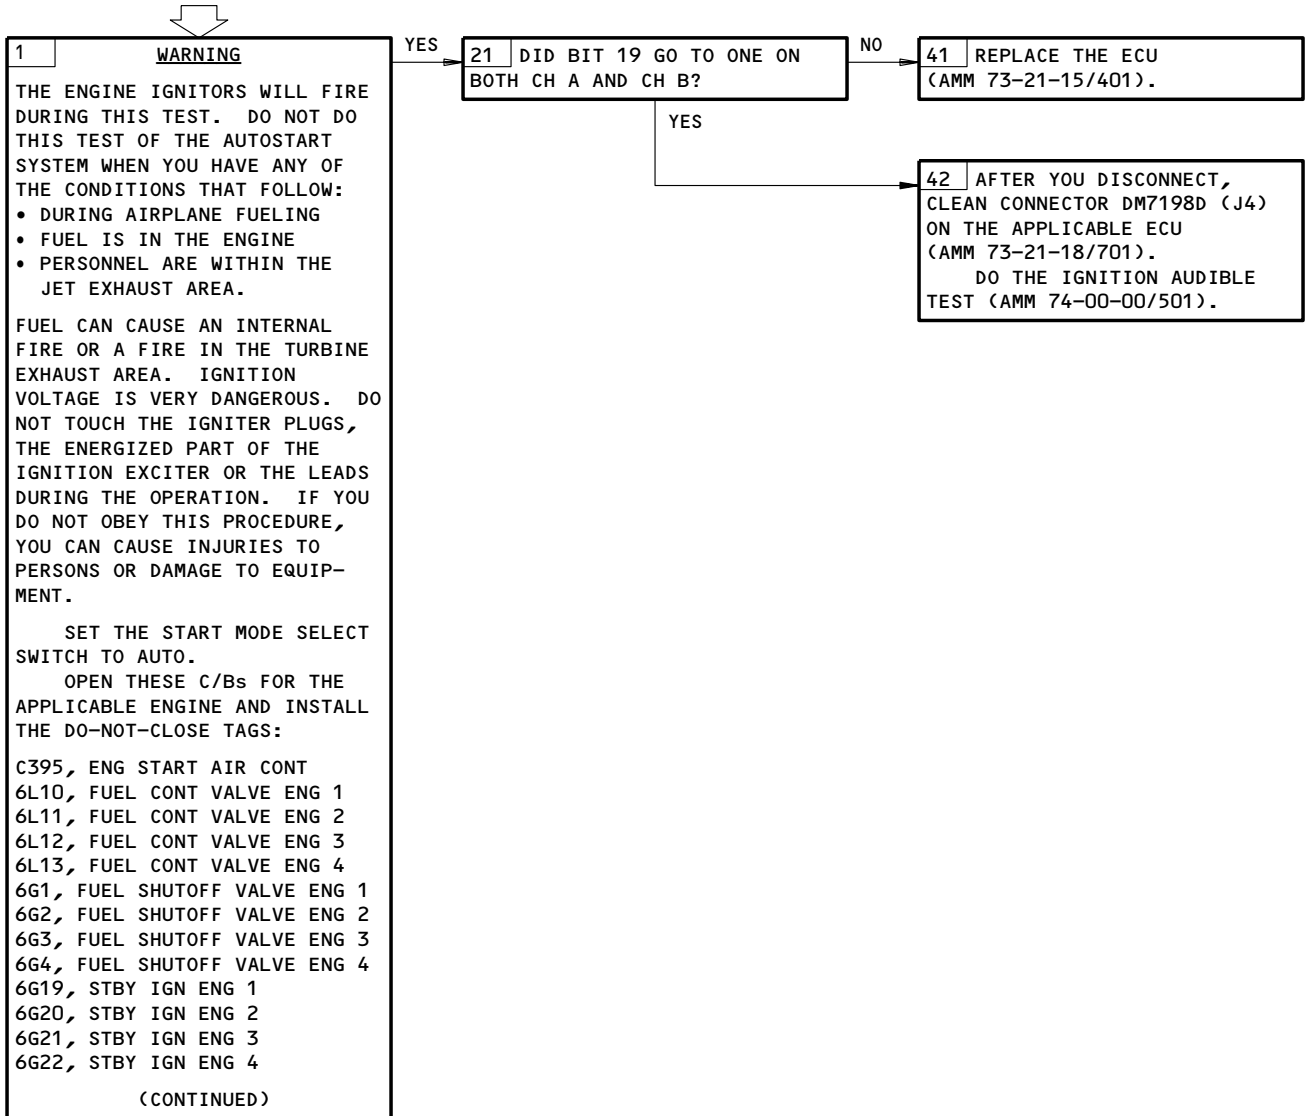 1
WARNING
THE ENGINE IGNITORS WILL FIRE
DURING THIS TEST. DO NOT DO
THIS TEST OF THE AUTOSTART
SYSTEM WHEN YOU HAVE ANY OF
THE CONDITIONS THAT FOLLOW:
• DURING AIRPLANE FUELING
• FUEL IS IN THE ENGINE
• PERSONNEL ARE WITHIN THE
JET EXHAUST AREA.
FUEL CAN CAUSE AN INTERNAL
FIRE OR A FIRE IN THE TURBINE
EXHAUST AREA. IGNITION
VOLTAGE IS VERY DANGEROUS. DO
NOT TOUCH THE IGNITER PLUGS,
THE ENERGIZED PART OF THE
IGNITION EXCITER OR THE LEADS
DURING THE OPERATION. IF YOU
DO NOT OBEY THIS PROCEDURE,
YOU CAN CAUSE INJURIES TO
PERSONS OR DAMAGE TO EQUIP-
MENT.
SET THE START MODE SELECT
SWITCH TO AUTO.
OPEN THESE C/Bs FOR THE
APPLICABLE ENGINE AND INSTALL
THE DO-NOT-CLOSE TAGS:
C395, ENG START AIR CONT
6L10, FUEL CONT VALVE ENG 1
6L11, FUEL CONT VALVE ENG 2
6L12, FUEL CONT VALVE ENG 3
6L13, FUEL CONT VALVE ENG 4
6G1, FUEL SHUTOFF VALVE ENG 1
6G2, FUEL SHUTOFF VALVE ENG 2
6G3, FUEL SHUTOFF VALVE ENG 3
6G4, FUEL SHUTOFF VALVE ENG 4
6G19, STBY IGN ENG 1
6G20, STBY IGN ENG 2
6G21, STBY IGN ENG 3
6G22, STBY IGN ENG 4
(CONTINUED)
YES
21 DID BIT 19 GO TO ONE ON
BOTH CH A AND CH B?
NO
41 REPLACE THE ECU
(AMM 73-21-15/401).
YES
42 AFTER YOU DISCONNECT,
CLEAN CONNECTOR DM7198D (J4)
ON THE APPLICABLE ECU
(AMM 73-21-18/701).
DO THE IGNITION AUDIBLE
TEST (AMM 74-00-00/501).